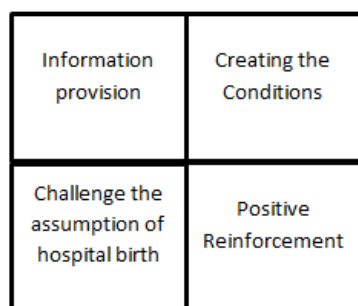 Information
provision
Creating the
Conditions
Challenge the
assumption of
hospital birth
Positive
Reinforcement